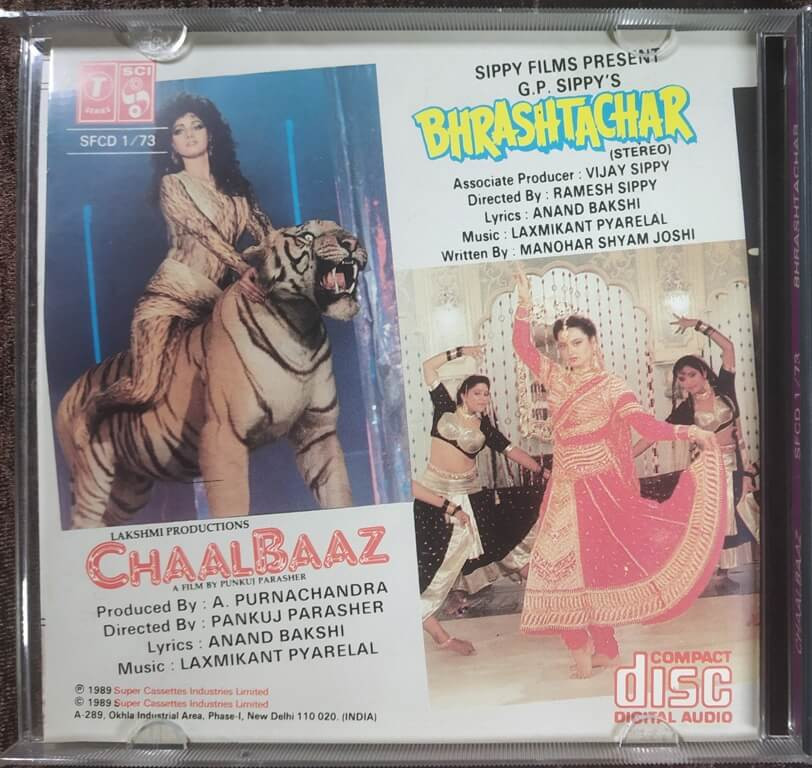 T
SERIES
SCI
SFCD 1/73
LAKSHMI PRODUCTIONS
CHAALBAAZ
A FILM BY PUNKUJ PARASHER
Produced By : A. PURNACHANDRA
Directed By : PANKUJ PARASHER
Lyrics : ANAND BAKSHI
Music : LAXMIKANT PYARELAL
℗ 1989 Super Cassettes Industries Limited
© 1989 Super Cassettes Industries Limited
A-289, Okhla Industrial Area, Phase-I, New Delhi 110 020. (INDIA)
SIPPY FILMS PRESENT
G.P. SIPPY'S
BHRASHTACHAR
(STEREO)
Associate Producer : VIJAY SIPPY
Directed By : RAMESH SIPPY
Lyrics : ANAND BAKSHI
Music : LAXMIKANT PYARELAL
Written By : MANOHAR SHYAM JOSHI
COMPACT
disc
DIGITAL AUDIO
CHAALBAAZ SFCD 1/73 BHRASHTACHAR